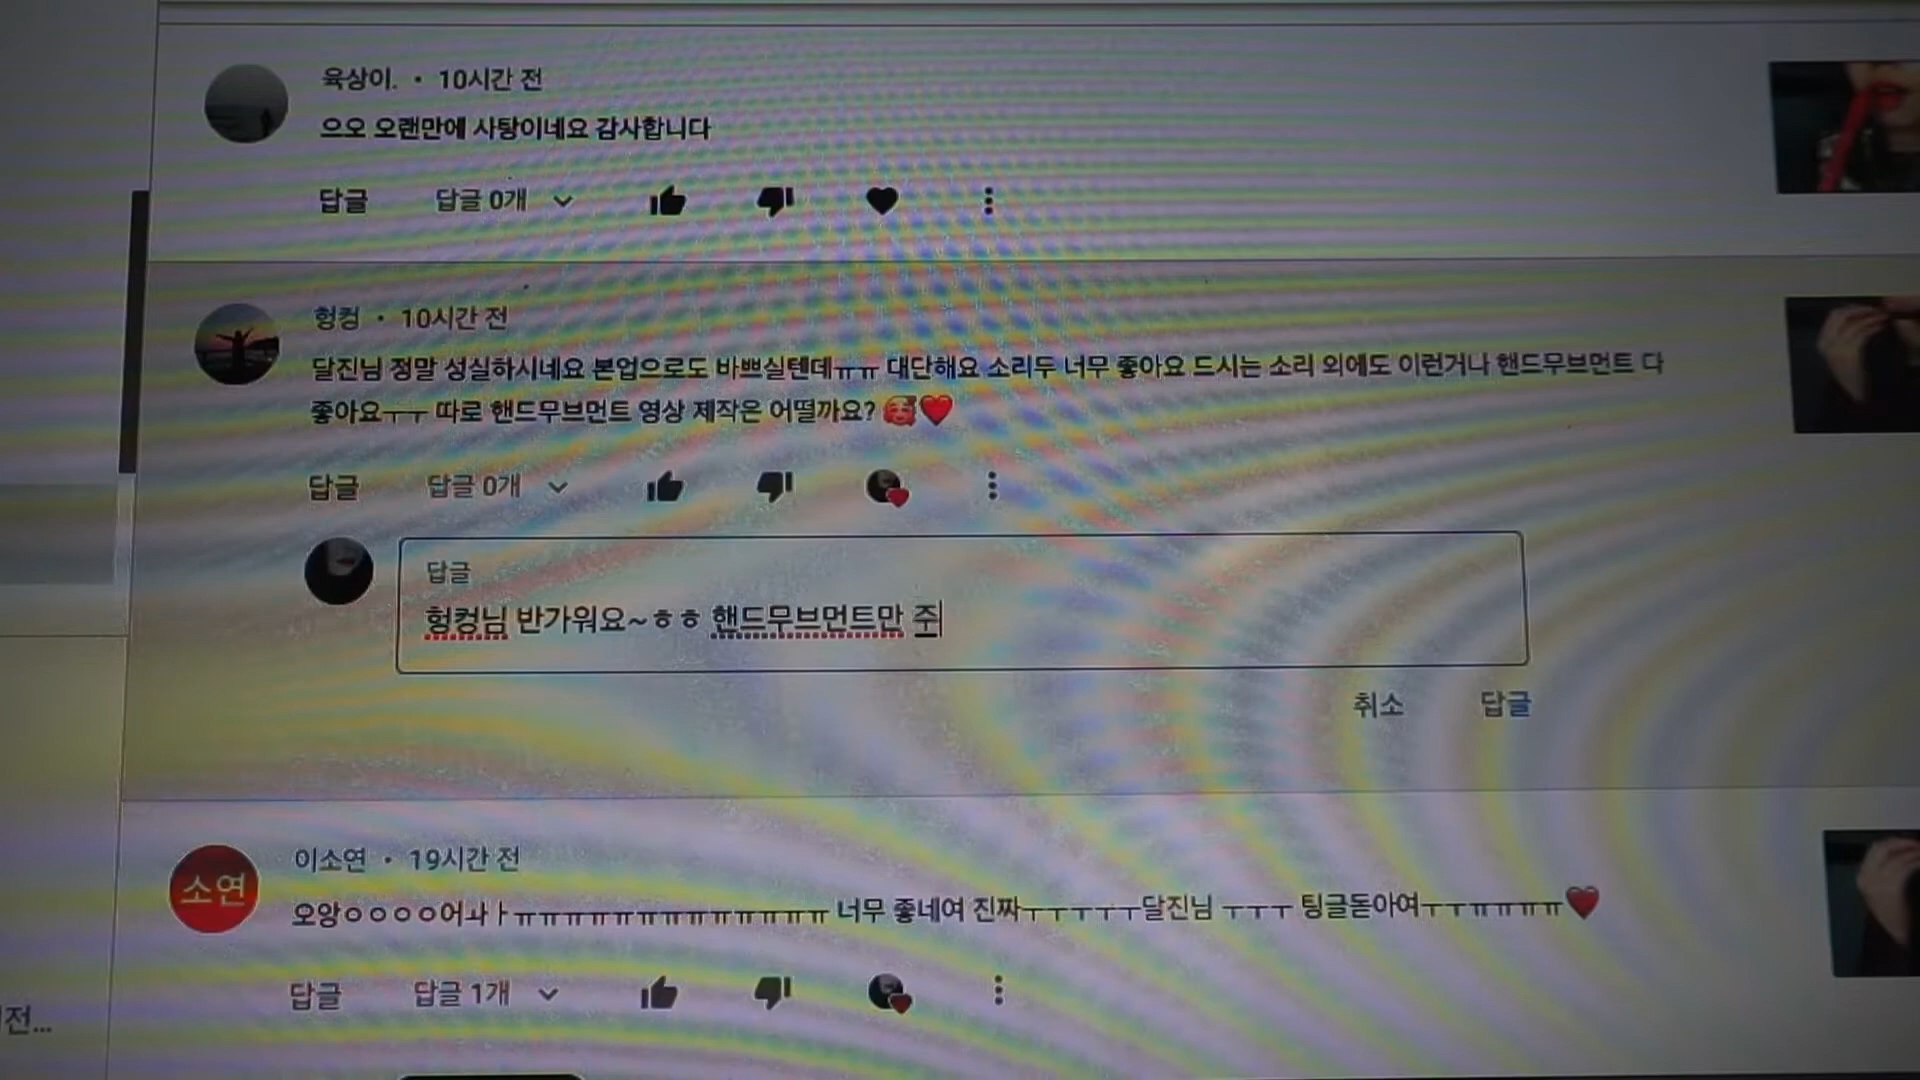 육상이. • 10시간 전
으오 오랜만에 사탕이네요 감사합니다
답글 답글 0개
헝컹 • 10시간 전
달진님 정말 성실하시네요 본업으로도 바쁘실텐데ㅠㅠ 대단해요 소리두 너무 좋아요 드시는 소리 외에도 이런거나 핸드무브먼트 다
좋아요ㅜㅜ 따로 핸드무브먼트 영상 제작은 어떨까요? 🥰❤️
답글 답글 0개
답글
헝컹님 반가워요~ㅎㅎ 핸드무브먼트만 주
취소 답글
소연
이소연 • 19시간 전
오앙ㅇㅇㅇㅇ어ㅘㅏㅠㅠㅠㅠㅠㅠㅠㅠㅠㅠㅠㅠㅠ 너무 좋네여 진짜ㅜㅜㅜㅜㅜ달진님 ㅜㅜㅜ 팅글돋아여ㅜㅜㅠㅠㅠㅠ❤️
답글 답글 1개
전...